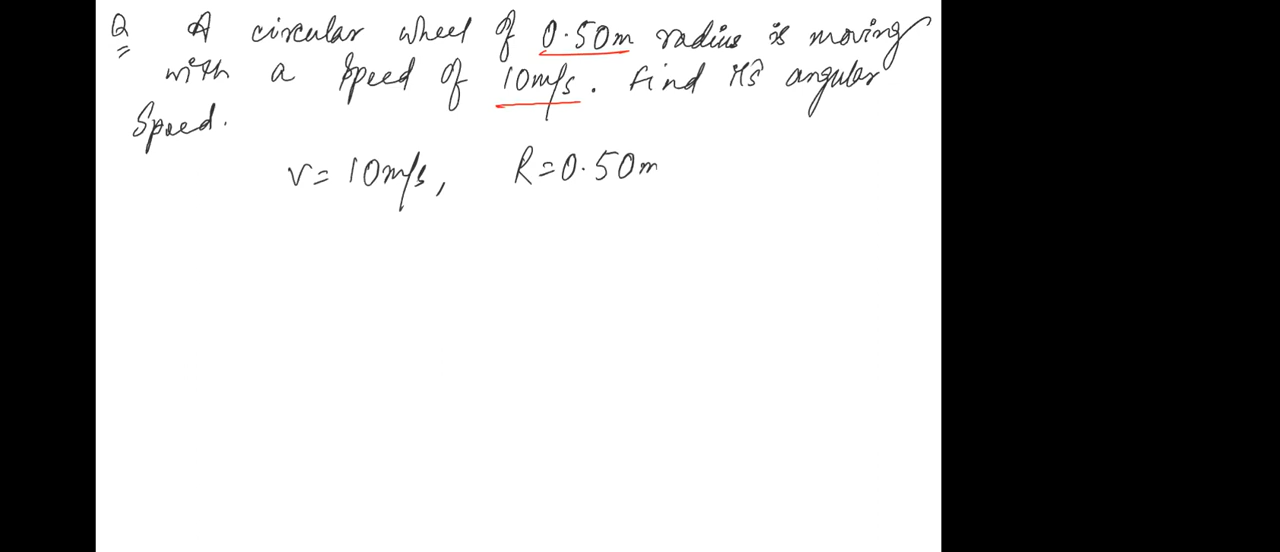 Q A circular wheel of 0.50m radius is moving
with a speed of 10m/s. Find its angular
speed.
v= 10m/s, R=0.50m